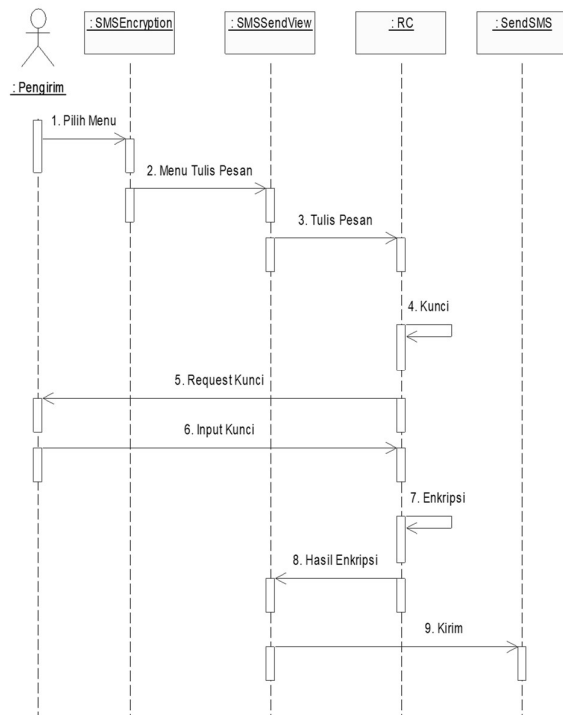 : SMSEncryption
: SMSSendView
: RC
: SendSMS
: Pengirim
1. Pilih Menu
2. Menu Tulis Pesan
3. Tulis Pesan
4. Kunci
5. Request Kunci
6. Input Kunci
7. Enkripsi
8. Hasil Enkripsi
9. Kirim